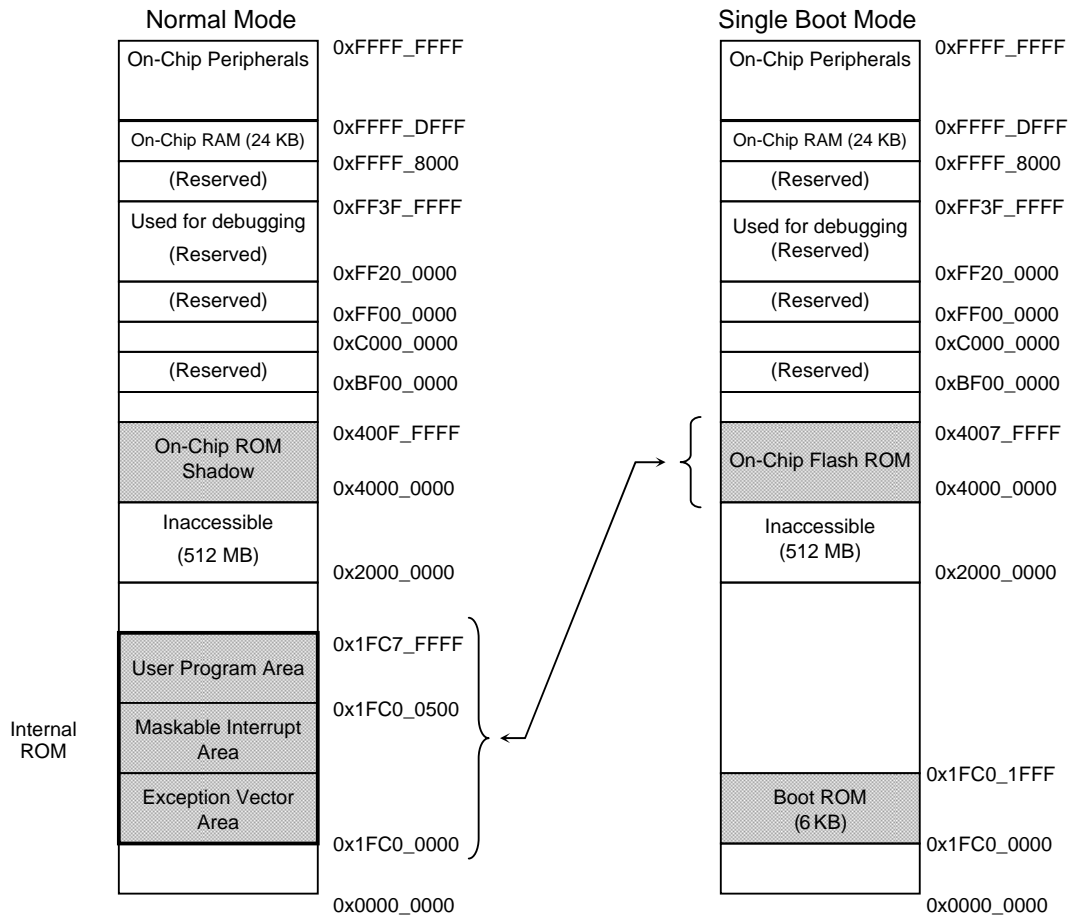 Normal Mode
On-Chip Peripherals
0xFFFF_FFFF
On-Chip RAM (24 KB)
0xFFFF_DFFF
0xFFFF_8000
(Reserved)
0xFF3F_FFFF
Used for debugging
(Reserved)
0xFF20_0000
(Reserved)
0xFF00_0000
0xC000_0000
(Reserved)
0xBF00_0000
0x400F_FFFF
On-Chip ROM
Shadow
0x4000_0000
Inaccessible
(512 MB)
0x2000_0000
0x1FC7_FFFF
User Program Area
0x1FC0_0500
Internal
ROM
Maskable Interrupt
Area
Exception Vector
Area
0x1FC0_0000
0x0000_0000
Single Boot Mode
On-Chip Peripherals
0xFFFF_FFFF
On-Chip RAM (24 KB)
0xFFFF_DFFF
0xFFFF_8000
(Reserved)
0xFF3F_FFFF
Used for debugging
(Reserved)
0xFF20_0000
(Reserved)
0xFF00_0000
0xC000_0000
(Reserved)
0xBF00_0000
0x4007_FFFF
On-Chip Flash ROM
0x4000_0000
Inaccessible
(512 MB)
0x2000_0000
0x1FC0_1FFF
Boot ROM
(6 KB)
0x1FC0_0000
0x0000_0000